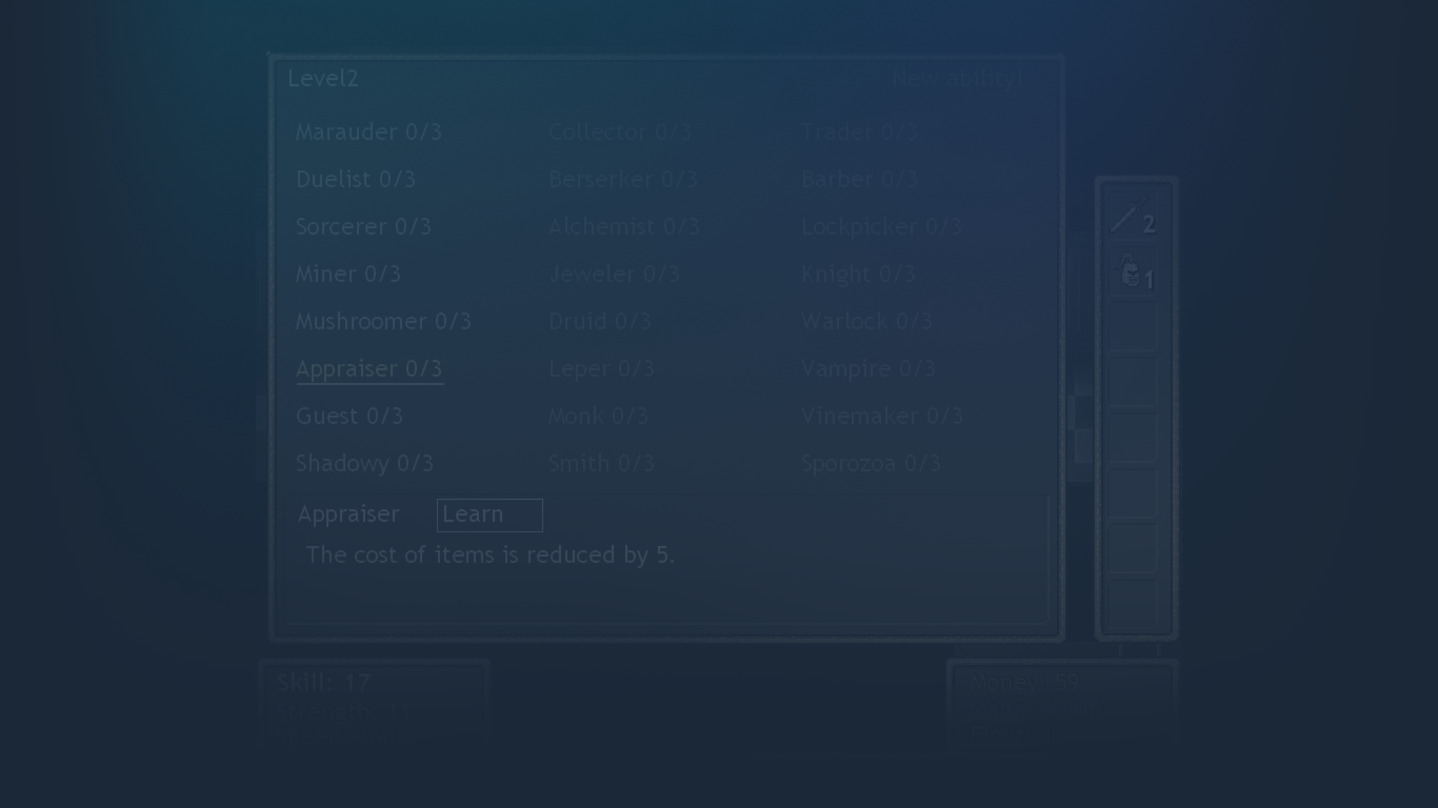 Level2 New ability!
Marauder 0/3 Collector 0/3 Trader 0/3
Duelist 0/3 Berserker 0/3 Barber 0/3
Sorcerer 0/3 Alchemist 0/3 Lockpicker 0/3
Miner 0/3 Jeweler 0/3 Knight 0/3
Mushroomer 0/3 Druid 0/3 Warlock 0/3
Appraiser 0/3 Leper 0/3 Vampire 0/3
Guest 0/3 Monk 0/3 Vinemaker 0/3
Shadowy 0/3 Smith 0/3 Sporozoa 0/3
Appraiser Learn
The cost of items is reduced by 5.
2
1
Skill: 17
Strength: 11
Money: 59